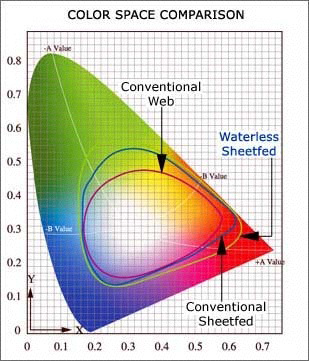 COLOR SPACE COMPARISON
-A Value
0.8
Conventional
Web
0.7
0.6
Waterless
Sheetfed
0.5
-B Value
0.4
0.3
-B Value
+A Value
0.2
Y
Conventional
Sheetfed
0.1
X
0
0 0.1 0.2 0.3 0.4 0.5 0.6 0.7